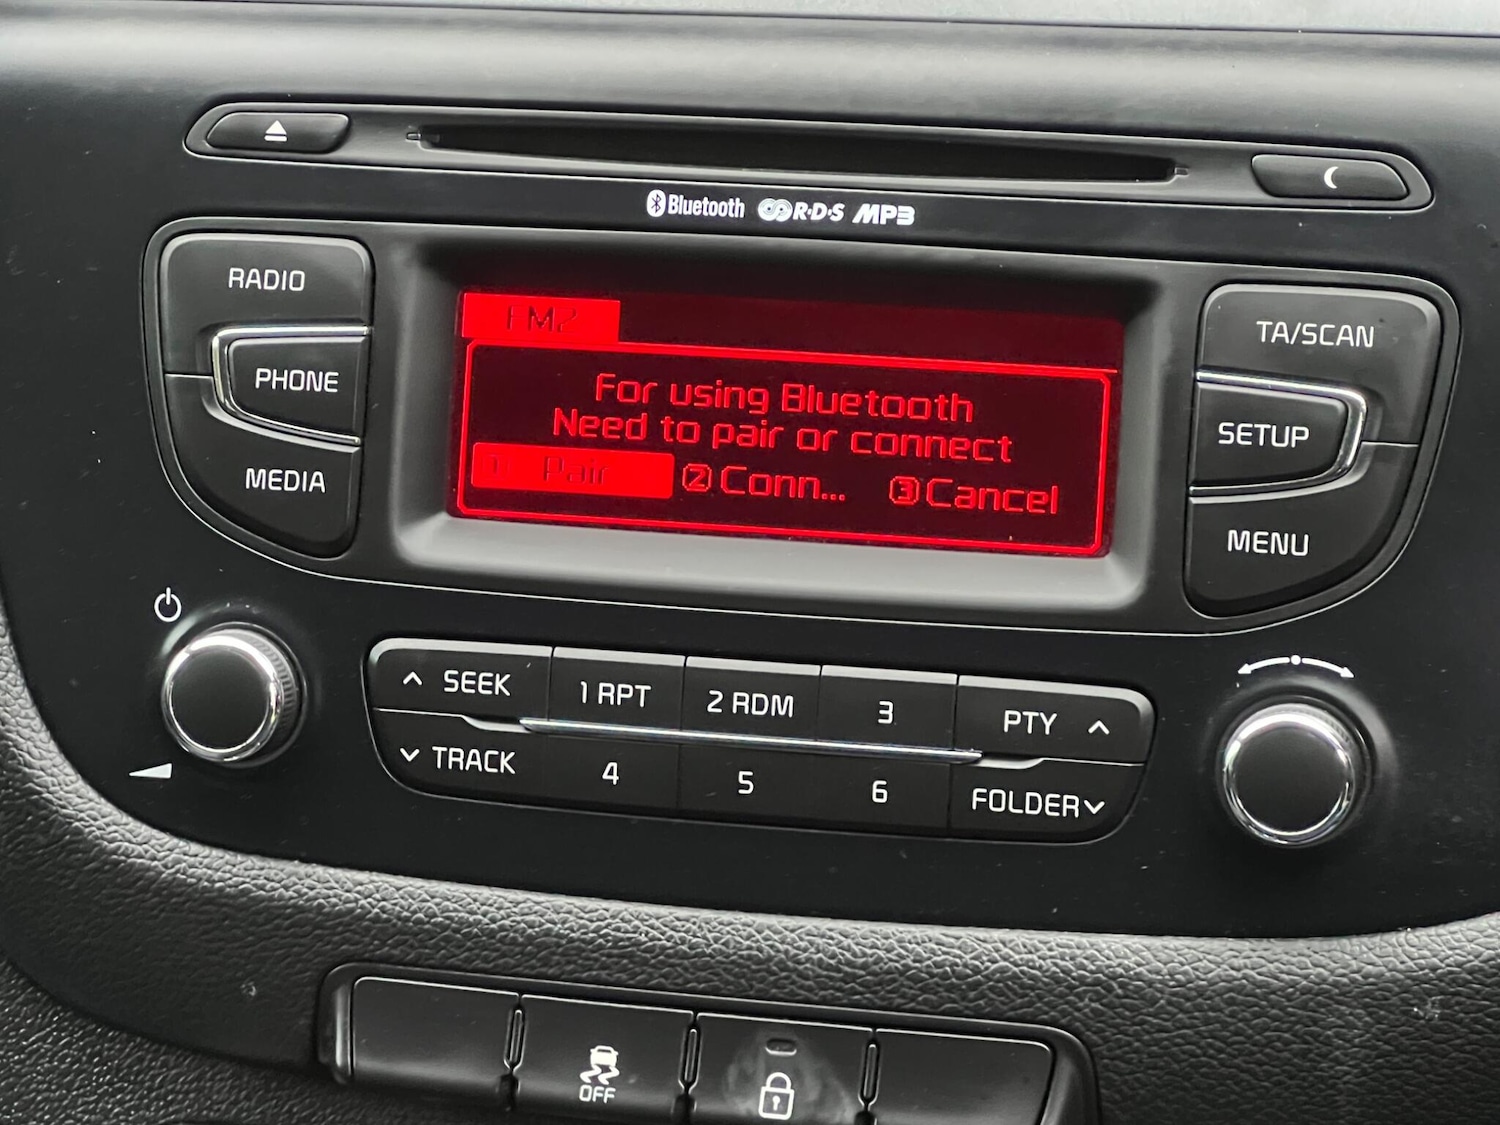 Bluetooth R·D·S MP3
RADIO
PHONE
MEDIA
FM2
For using Bluetooth
Need to pair or connect
1 Pair 2 Conn... 3 Cancel
TA/SCAN
SETUP
MENU
SEEK
TRACK
1 RPT
2 RDM
3
4
5
6
PTY
FOLDER
OFF